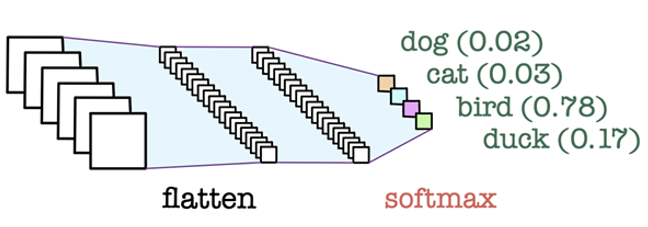 dog (0.02)
cat (0.03)
bird (0.78)
duck (0.17)
flatten
softmax